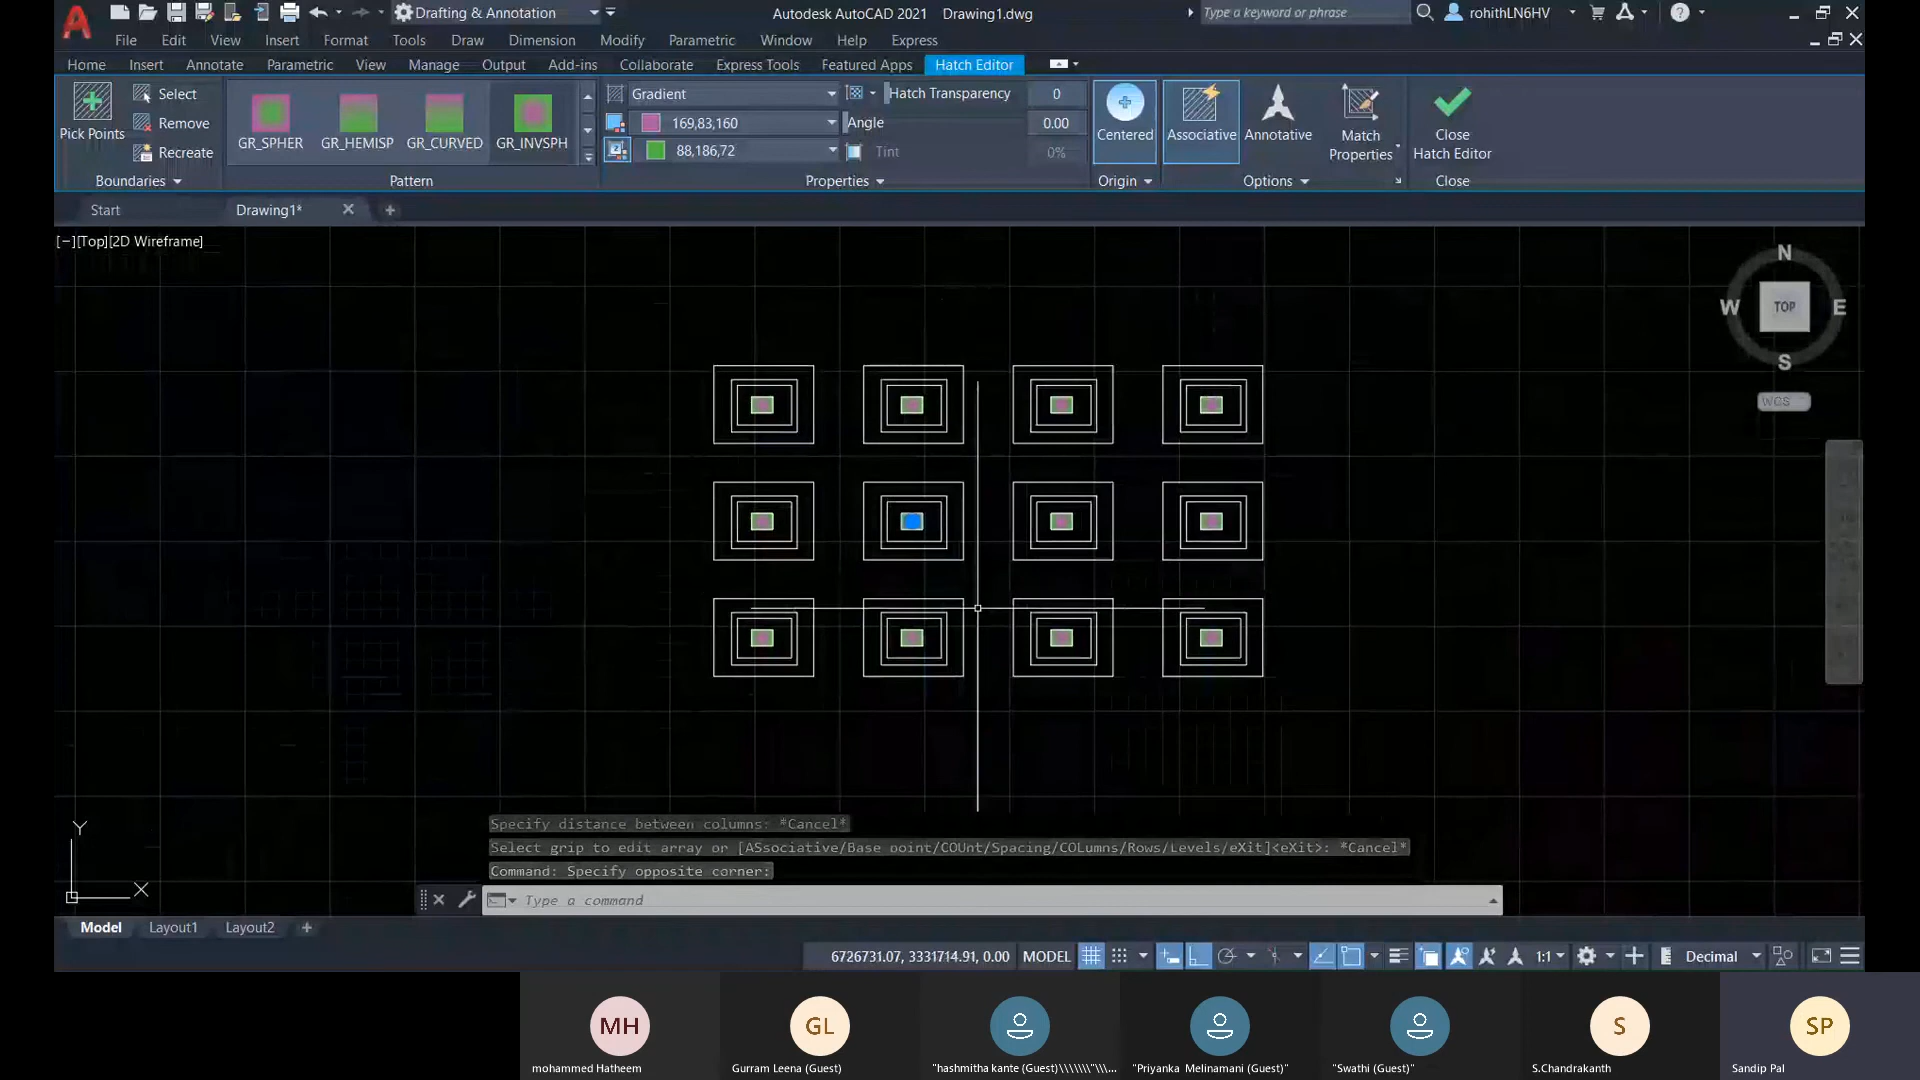 Drafting & Annotation
Autodesk AutoCAD 2021 Drawing1.dwg
Type a keyword or phrase
rohithLN6HV
File Edit View Insert Format Tools Draw Dimension Modify Parametric Window Help Express
Home Insert Annotate Parametric View Manage Output Add-ins Collaborate Express Tools Featured Apps Hatch Editor
Pick Points
Select
Remove
Recreate
Boundaries
GR_SPHER GR_HEMISP GR_CURVED GR_INVSPH
Pattern
Gradient
169,83,160
88,186,72
Hatch Transparency 0
Angle 0.00
Tint 0%
Properties
Centered
Origin
Associative
Annotative
Match
Properties
Options
Close
Hatch Editor
Close
Start
Drawing1*
[−][Top][2D Wireframe]
N
W TOP E
S
WCS
Y
X
Specify distance between columns: *Cancel*
Select grip to edit array or [ASsociative/Base point/COUnt/Spacing/COLumns/Rows/Levels/eXit]<eXit>: *Cancel*
Command: Specify opposite corner:
Type a command
Model Layout1 Layout2 +
6726731.07, 3331714.91, 0.00 MODEL
1:1
Decimal
MH
GL
S
SP
mohammed Hatheem
Gurram Leena (Guest)
"hashmitha kante (Guest)\\\\\\\"\\...
"Priyanka Melinamani (Guest)"
"Swathi (Guest)"
S.Chandrakanth
Sandip Pal